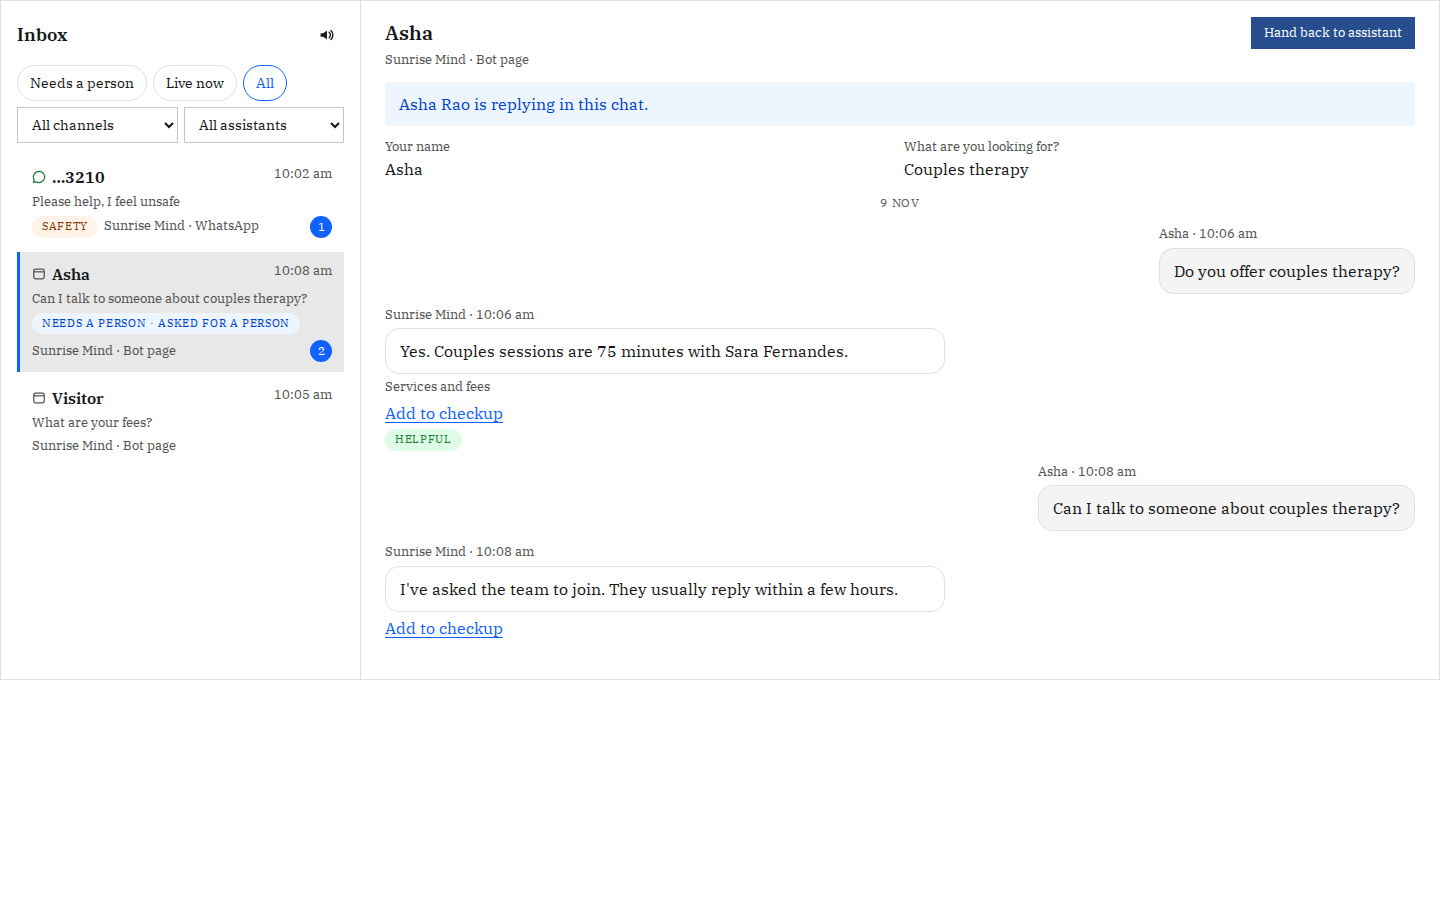 Inbox
Needs a person
Live now
All
All channels
All assistants
...3210
10:02 am
Please help, I feel unsafe
SAFETY
Sunrise Mind · WhatsApp
1
Asha
10:08 am
Can I talk to someone about couples therapy?
NEEDS A PERSON · ASKED FOR A PERSON
Sunrise Mind · Bot page
2
Visitor
10:05 am
What are your fees?
Sunrise Mind · Bot page
Asha
Sunrise Mind · Bot page
Hand back to assistant
Asha Rao is replying in this chat.
Your name
Asha
What are you looking for?
Couples therapy
9 NOV
Asha · 10:06 am
Do you offer couples therapy?
Sunrise Mind · 10:06 am
Yes. Couples sessions are 75 minutes with Sara Fernandes.
Services and fees
Add to checkup
HELPFUL
Asha · 10:08 am
Can I talk to someone about couples therapy?
Sunrise Mind · 10:08 am
I've asked the team to join. They usually reply within a few hours.
Add to checkup